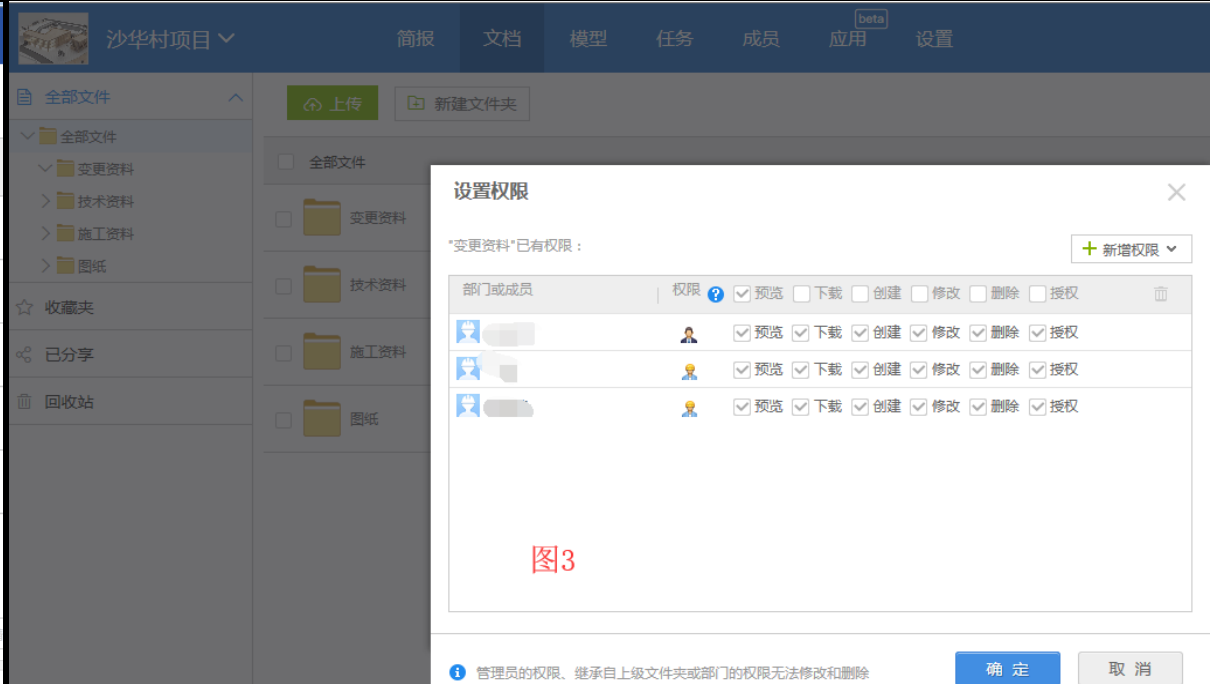 beta
沙华村项目 简报 文档 模型 任务 成员 应用 设置
全部文件
全部文件
变更资料
技术资料
施工资料
图纸
收藏夹
已分享
回收站
上传 新建文件夹
全部文件
变更资料
技术资料
施工资料
图纸
设置权限
"变更资料"已有权限：
新增权限
部门或成员 权限 ? 预览 下载 创建 修改 删除 授权
预览 下载 创建 修改 删除 授权
预览 下载 创建 修改 删除 授权
预览 下载 创建 修改 删除 授权
图3
管理员的权限、继承自上级文件夹或部门的权限无法修改和删除
确 定 取 消